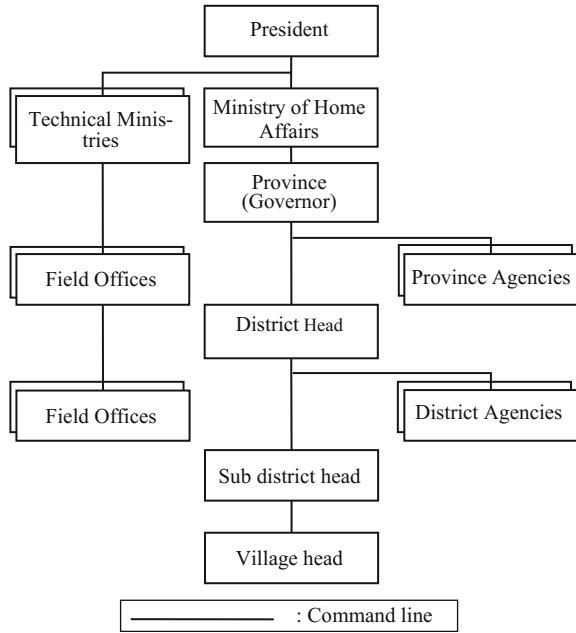 President
Technical Minis-
tries
Ministry of Home
Affairs
Province
(Governor)
Field Offices
Province Agencies
District Head
Field Offices
District Agencies
Sub district head
Village head
: Command line